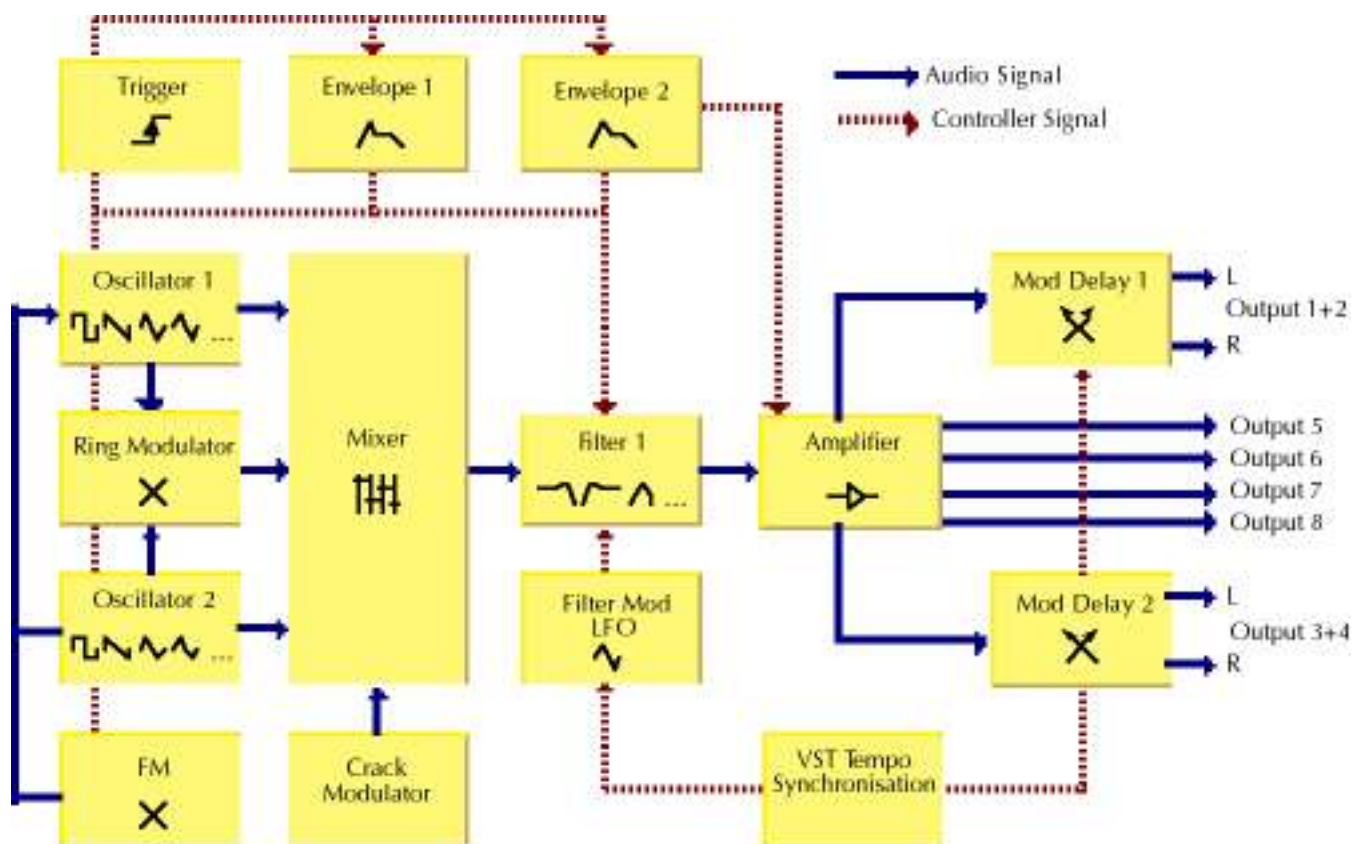 Trigger
Envelope 1
Envelope 2
Audio Signal
Controller Signal
Oscillator 1
...
Mod Delay 1
L
Output 1+2
R
Ring Modulator
Mixer
Filter 1
...
Amplifier
Output 5
Output 6
Output 7
Output 8
Oscillator 2
...
Filter Mod
LFO
Mod Delay 2
L
Output 3+4
R
FM
Crack
Modulator
VST Tempo
Synchronisation